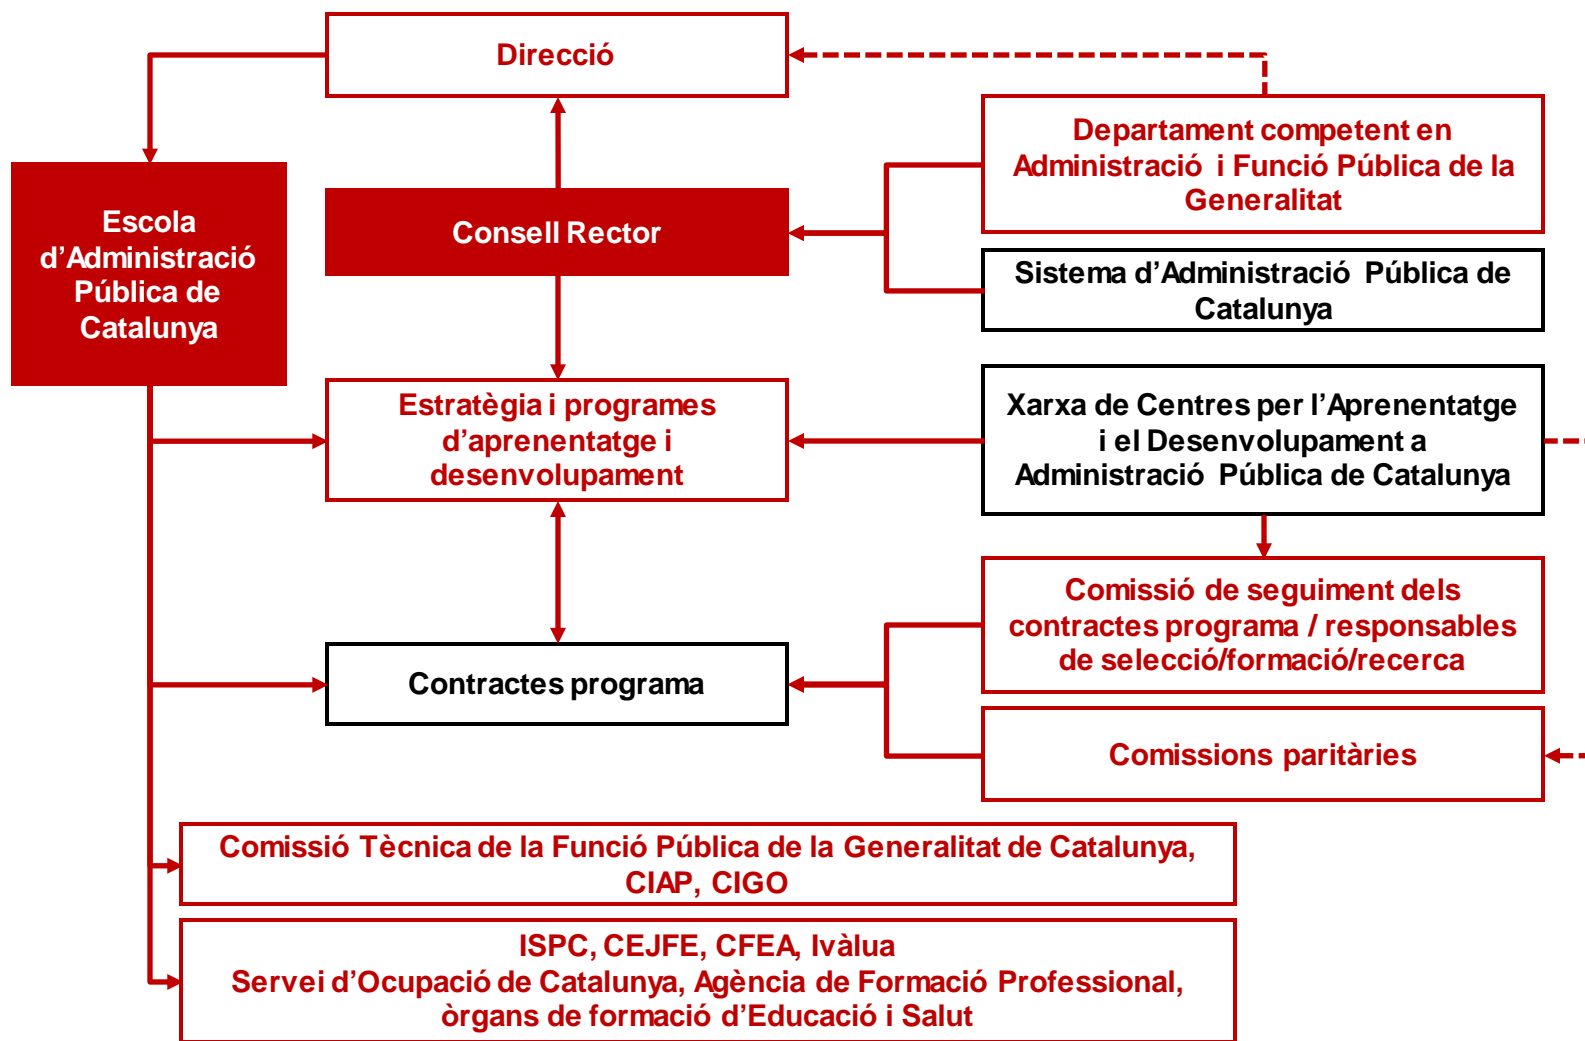 Direcció
Departament competent en
Administració i Funció Pública de la
Generalitat
Escola
d’Administració
Pública de
Catalunya
Consell Rector
Sistema d’Administració Pública de
Catalunya
Estratègia i programes
d’aprenentatge i
desenvolupament
Xarxa de Centres per l’Aprenentatge
i el Desenvolupament a
Administració Pública de Catalunya
Comissió de seguiment dels
contractes programa / responsables
de selecció/formació/recerca
Contractes programa
Comissions paritàries
Comissió Tècnica de la Funció Pública de la Generalitat de Catalunya,
CIAP, CIGO
ISPC, CEJFE, CFEA, Ivàlua
Servei d’Ocupació de Catalunya, Agència de Formació Professional,
òrgans de formació d’Educació i Salut